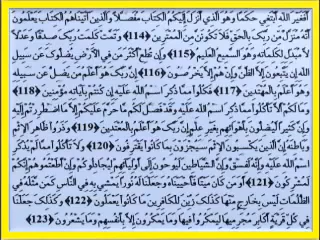 أفغير الله أبتغي حكما وهو الذي أنزل إليكم الكتاب مفصلا والذين آتيناهم الكتاب يعلمون
أنه منزل من ربك بالحق فلا تكونن من الممترين ﴿114﴾ وتمت كلمت ربك صدقا وعدلا
لا مبدل لكلماته وهو السميع العليم ﴿115﴾ وإن تطع أكثر من في الأرض يضلوك عن سبيل
الله إن يتبعون إلا الظن وإن هم إلا يخرصون ﴿116﴾ إن ربك هو أعلم من يضل عن سبيله
وهو أعلم بالمهتدين ﴿117﴾ فكلوا مما ذكر اسم الله عليه إن كنتم بآياته مؤمنين ﴿118﴾
وما لكم ألا تأكلوا مما ذكر اسم الله عليه وقد فصل لكم ما حرم عليكم إلا ما اضطررتم إليه
وإن كثيرا ليضلون بأهوائهم بغير علم إن ربك هو أعلم بالمعتدين ﴿119﴾ وذروا ظاهر الإثم
وباطنه إن الذين يكسبون الإثم سيجزون بما كانوا يقترفون ﴿120﴾ ولا تأكلوا مما لم يذكر
اسم الله عليه وإنه لفسق وإن الشياطين ليوحون إلى أوليائهم ليجادلوكم وإن أطعتموهم إنكم
لمشركون ﴿121﴾ أو من كان ميتا فأحييناه وجعلنا له نورا يمشي به في الناس كمن مثله في
الظلمات ليس بخارج منها كذلك زين للكافرين ما كانوا يعملون ﴿122﴾ وكذلك جعلنا
في كل قرية أكابر مجرميها ليمكروا فيها وما يمكرون إلا بأنفسهم وما يشعرون ﴿123﴾